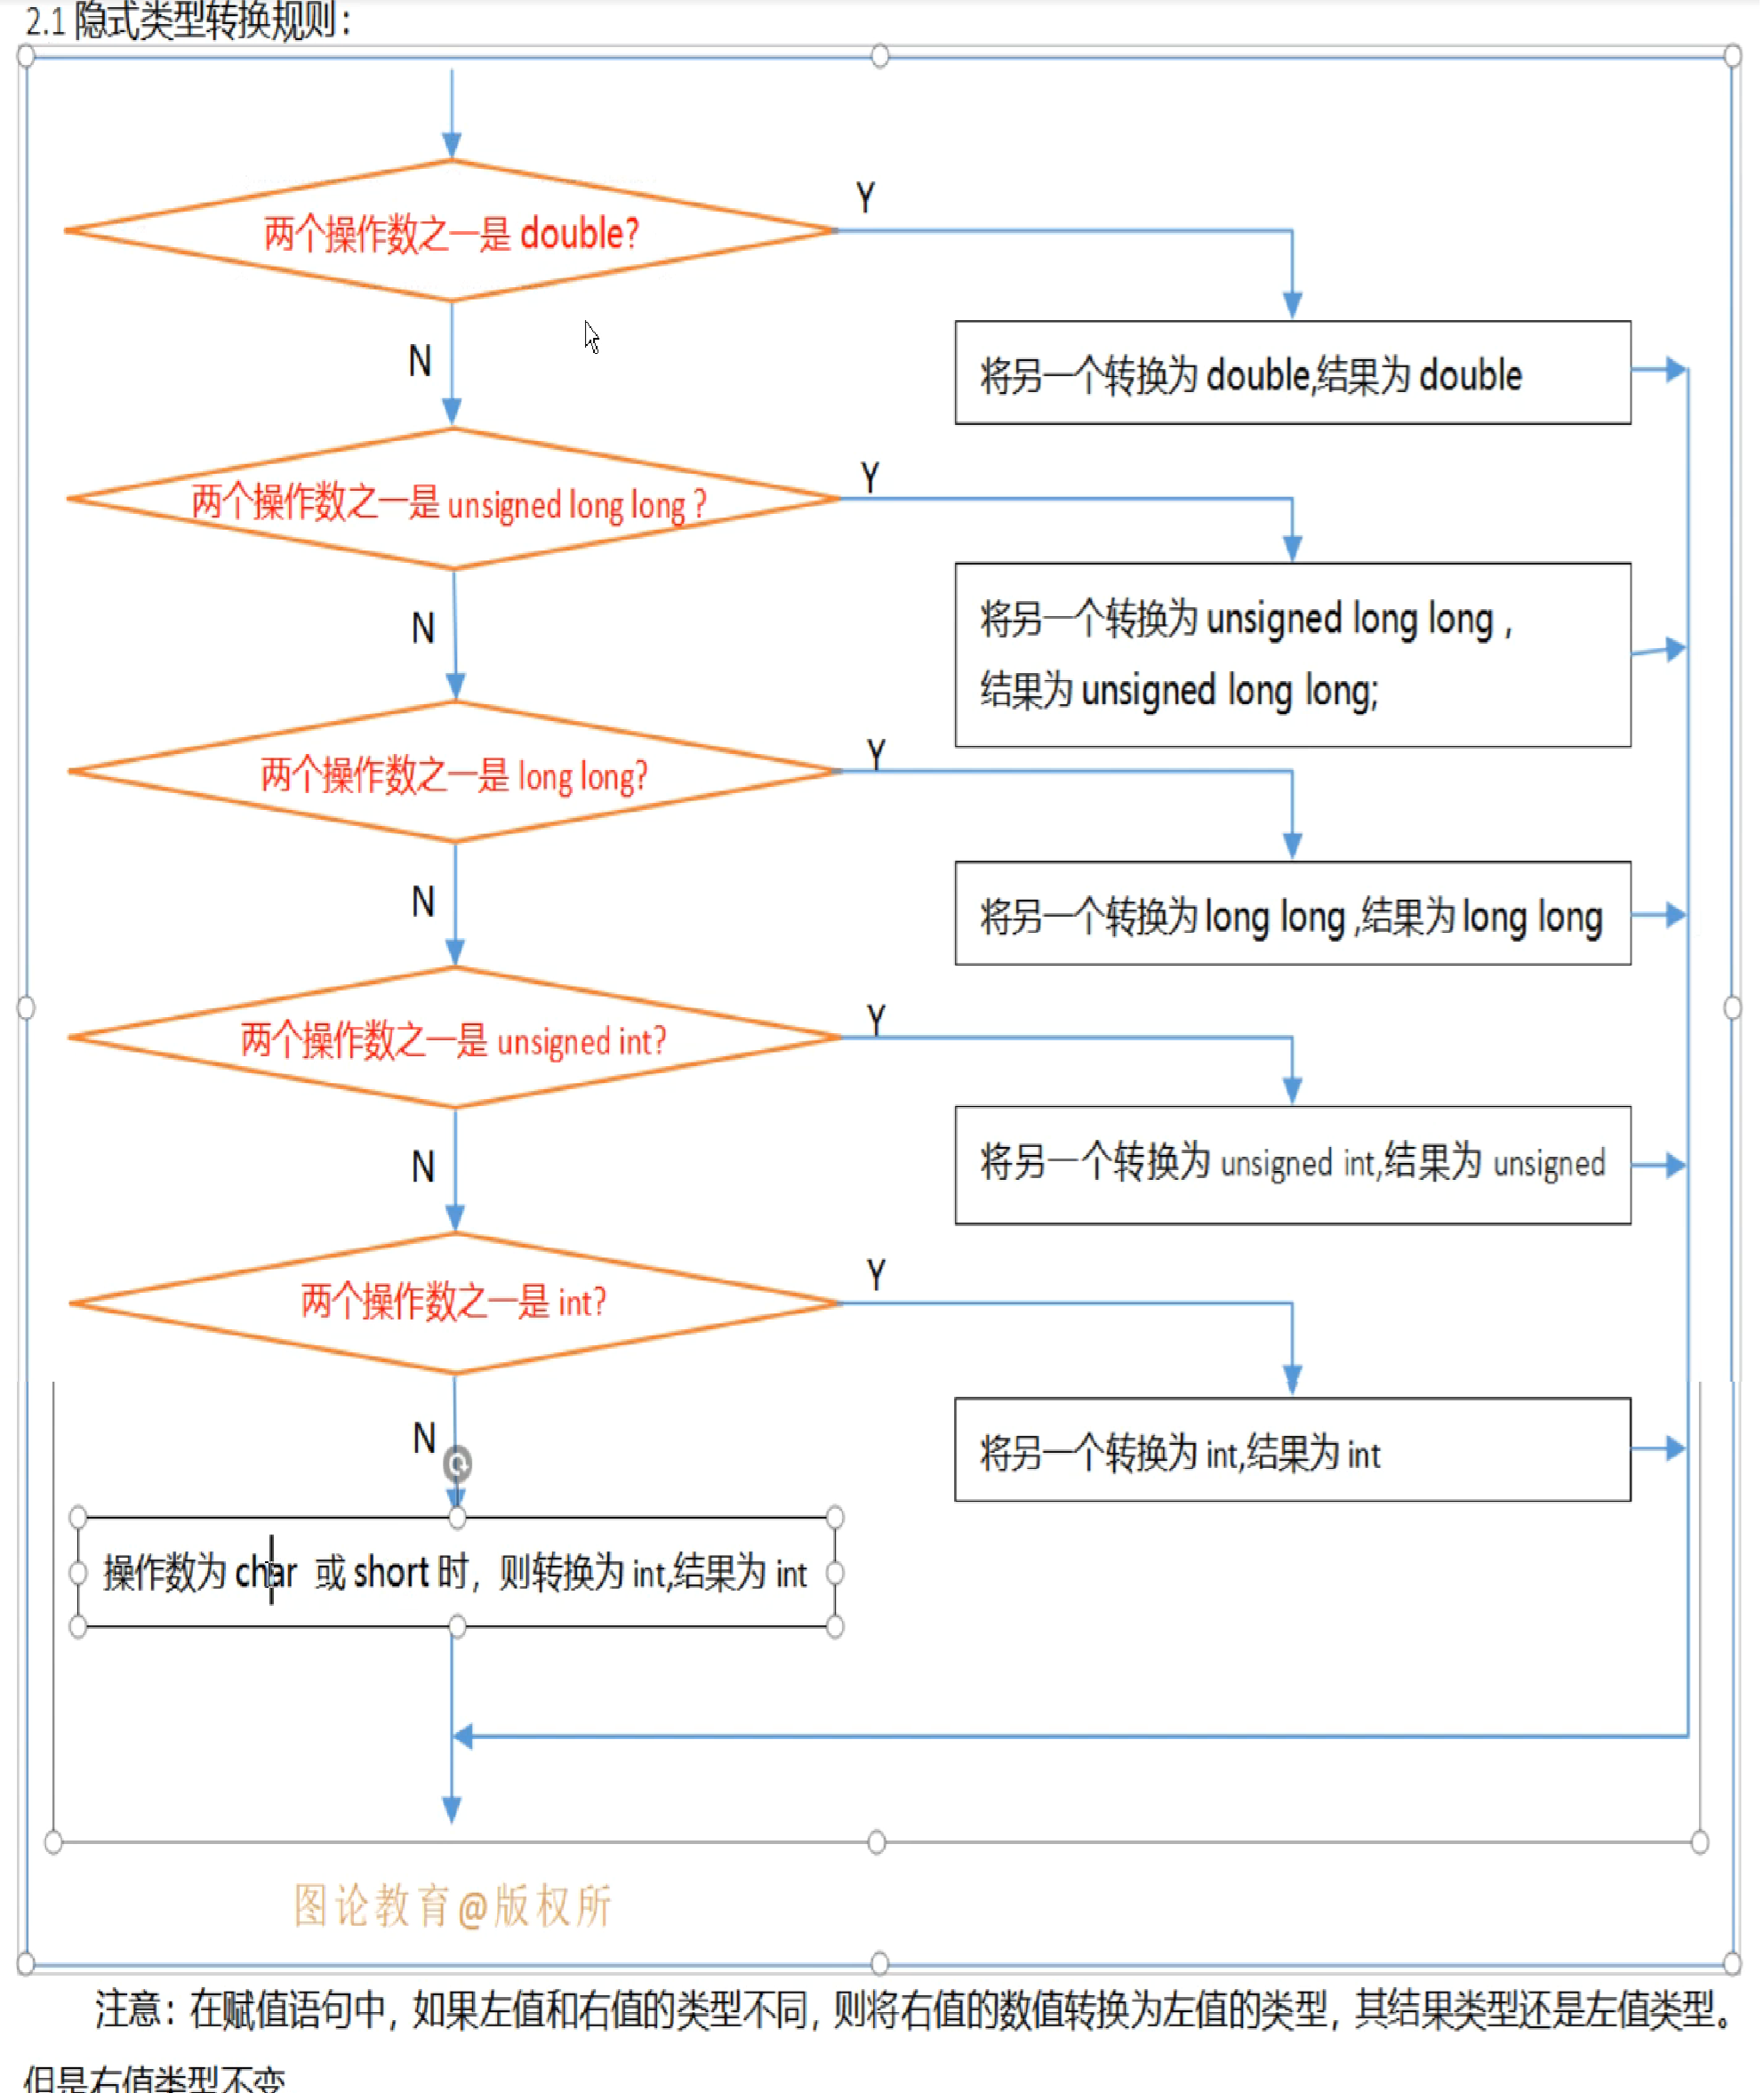 2.1 隐式类型转换规则：
两个操作数之一是 double?
Y
N
将另一个转换为 double,结果为 double
两个操作数之一是 unsigned long long ?
Y
N
将另一个转换为 unsigned long long ,
结果为 unsigned long long;
两个操作数之一是 long long?
Y
N
将另一个转换为 long long ,结果为 long long
两个操作数之一是 unsigned int?
Y
N
将另一个转换为 unsigned int,结果为 unsigned
两个操作数之一是 int?
Y
N
将另一个转换为 int,结果为 int
操作数为 char 或 short 时，则转换为 int,结果为 int
图论教育@版权所
注意：在赋值语句中，如果左值和右值的类型不同，则将右值的数值转换为左值的类型，其结果类型还是左值类型。
但是右值类型不变